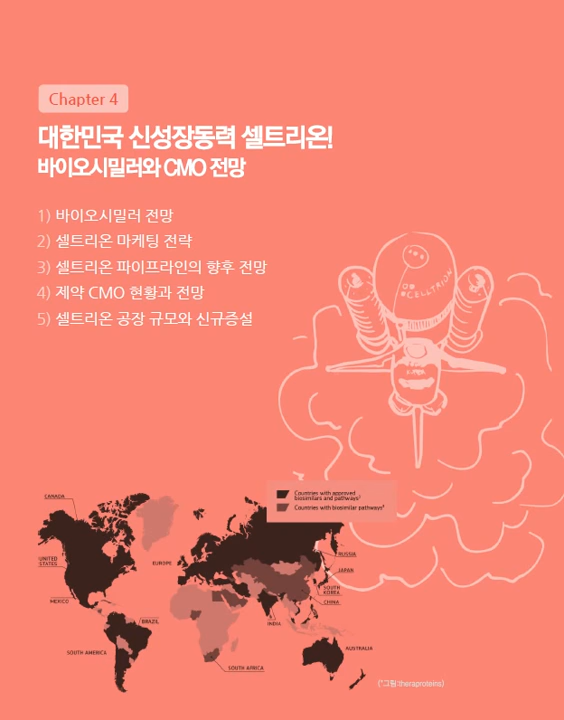 Chapter 4
대한민국 신성장동력 셀트리온!
바이오시밀러와 CMO 전망
1) 바이오시밀러 전망
2) 셀트리온 마케팅 전략
3) 셀트리온 파이프라인의 향후 전망
4) 제약 CMO 현황과 전망
5) 셀트리온 공장 규모와 신규증설
CELLTRION
Countries with approved
biosimilars and pathways
Countries with biosimilar pathways
CANADA
UNITED
STATES
MEXICO
BRAZIL
SOUTH AMERICA
EUROPE
SOUTH AFRICA
INDIA
RUSSIA
JAPAN
SOUTH
KOREA
CHINA
AUSTRALIA
(*그림:theraproteins)